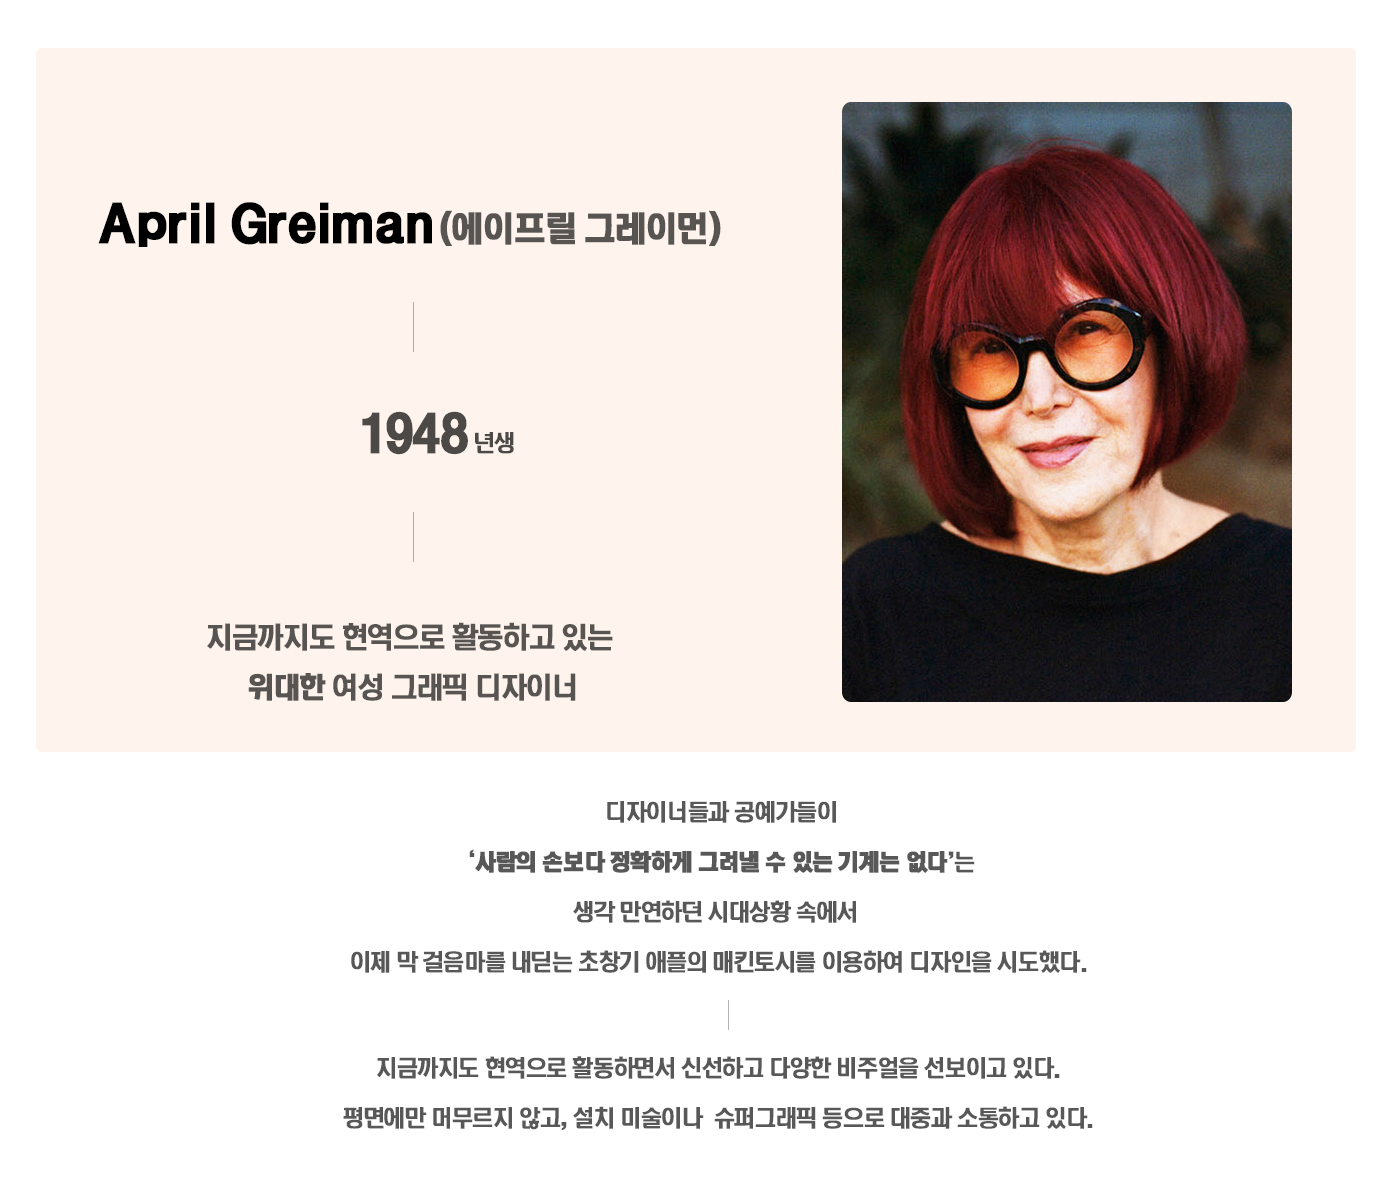 April Greiman (에이프릴 그레이먼)
1948 년생
지금까지도 현역으로 활동하고 있는
위대한 여성 그래픽 디자이너
디자이너들과 공예가들이
‘사람의 손보다 정확하게 그려낼 수 있는 기계는 없다’는
생각 만연하던 시대상황 속에서
이제 막 걸음마를 내딛는 초창기 애플의 매킨토시를 이용하여 디자인을 시도했다.
지금까지도 현역으로 활동하면서 신선하고 다양한 비주얼을 선보이고 있다.
평면에만 머무르지 않고, 설치 미술이나 슈퍼그래픽 등으로 대중과 소통하고 있다.